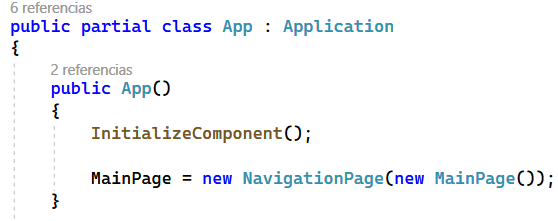 6 referencias
public partial class App : Application
{
2 referencias
public App()
{
InitializeComponent();
MainPage = new NavigationPage(new MainPage());
}